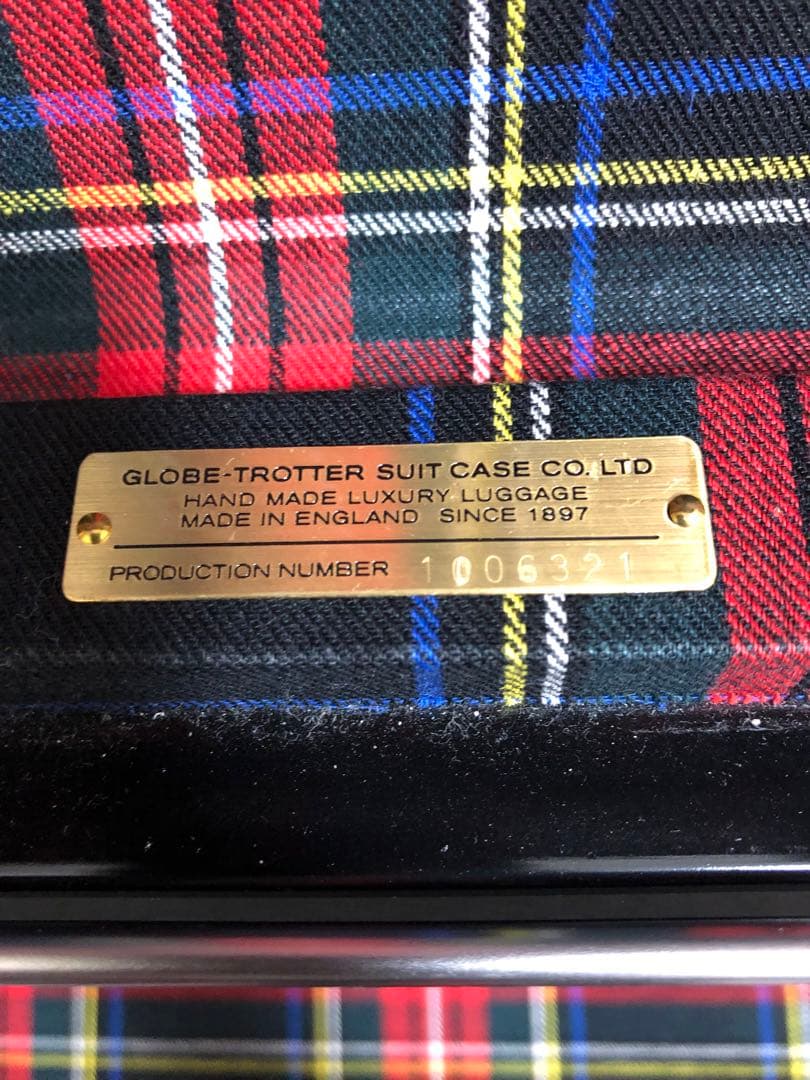 GLOBE-TROTTER SUIT CASE CO. LTD
HAND MADE LUXURY LUGGAGE
MADE IN ENGLAND SINCE 1897
PRODUCTION NUMBER 1006321